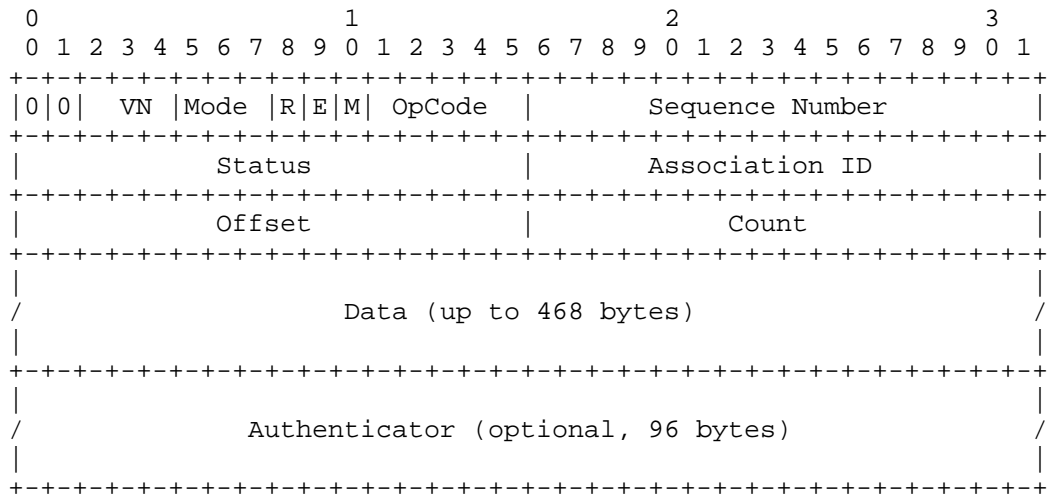 0                   1                   2                   3
 0 1 2 3 4 5 6 7 8 9 0 1 2 3 4 5 6 7 8 9 0 1 2 3 4 5 6 7 8 9 0 1
+-+-+-+-+-+-+-+-+-+-+-+-+-+-+-+-+-+-+-+-+-+-+-+-+-+-+-+-+-+-+-+-+
|0|0|  VN |Mode |R|E|M| OpCode  |       Sequence Number         |
+-+-+-+-+-+-+-+-+-+-+-+-+-+-+-+-+-+-+-+-+-+-+-+-+-+-+-+-+-+-+-+-+
|            Status             |       Association ID          |
+-+-+-+-+-+-+-+-+-+-+-+-+-+-+-+-+-+-+-+-+-+-+-+-+-+-+-+-+-+-+-+-+
|            Offset             |            Count              |
+-+-+-+-+-+-+-+-+-+-+-+-+-+-+-+-+-+-+-+-+-+-+-+-+-+-+-+-+-+-+-+-+
|                                                               |
/                    Data (up to 468 bytes)                     /
|                                                               |
+-+-+-+-+-+-+-+-+-+-+-+-+-+-+-+-+-+-+-+-+-+-+-+-+-+-+-+-+-+-+-+-+
|                                                               |
/              Authenticator (optional, 96 bytes)               /
|                                                               |
+-+-+-+-+-+-+-+-+-+-+-+-+-+-+-+-+-+-+-+-+-+-+-+-+-+-+-+-+-+-+-+-+